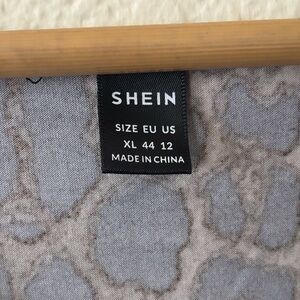 SHEIN
SIZE EU US
XL 44 12
MADE IN CHINA